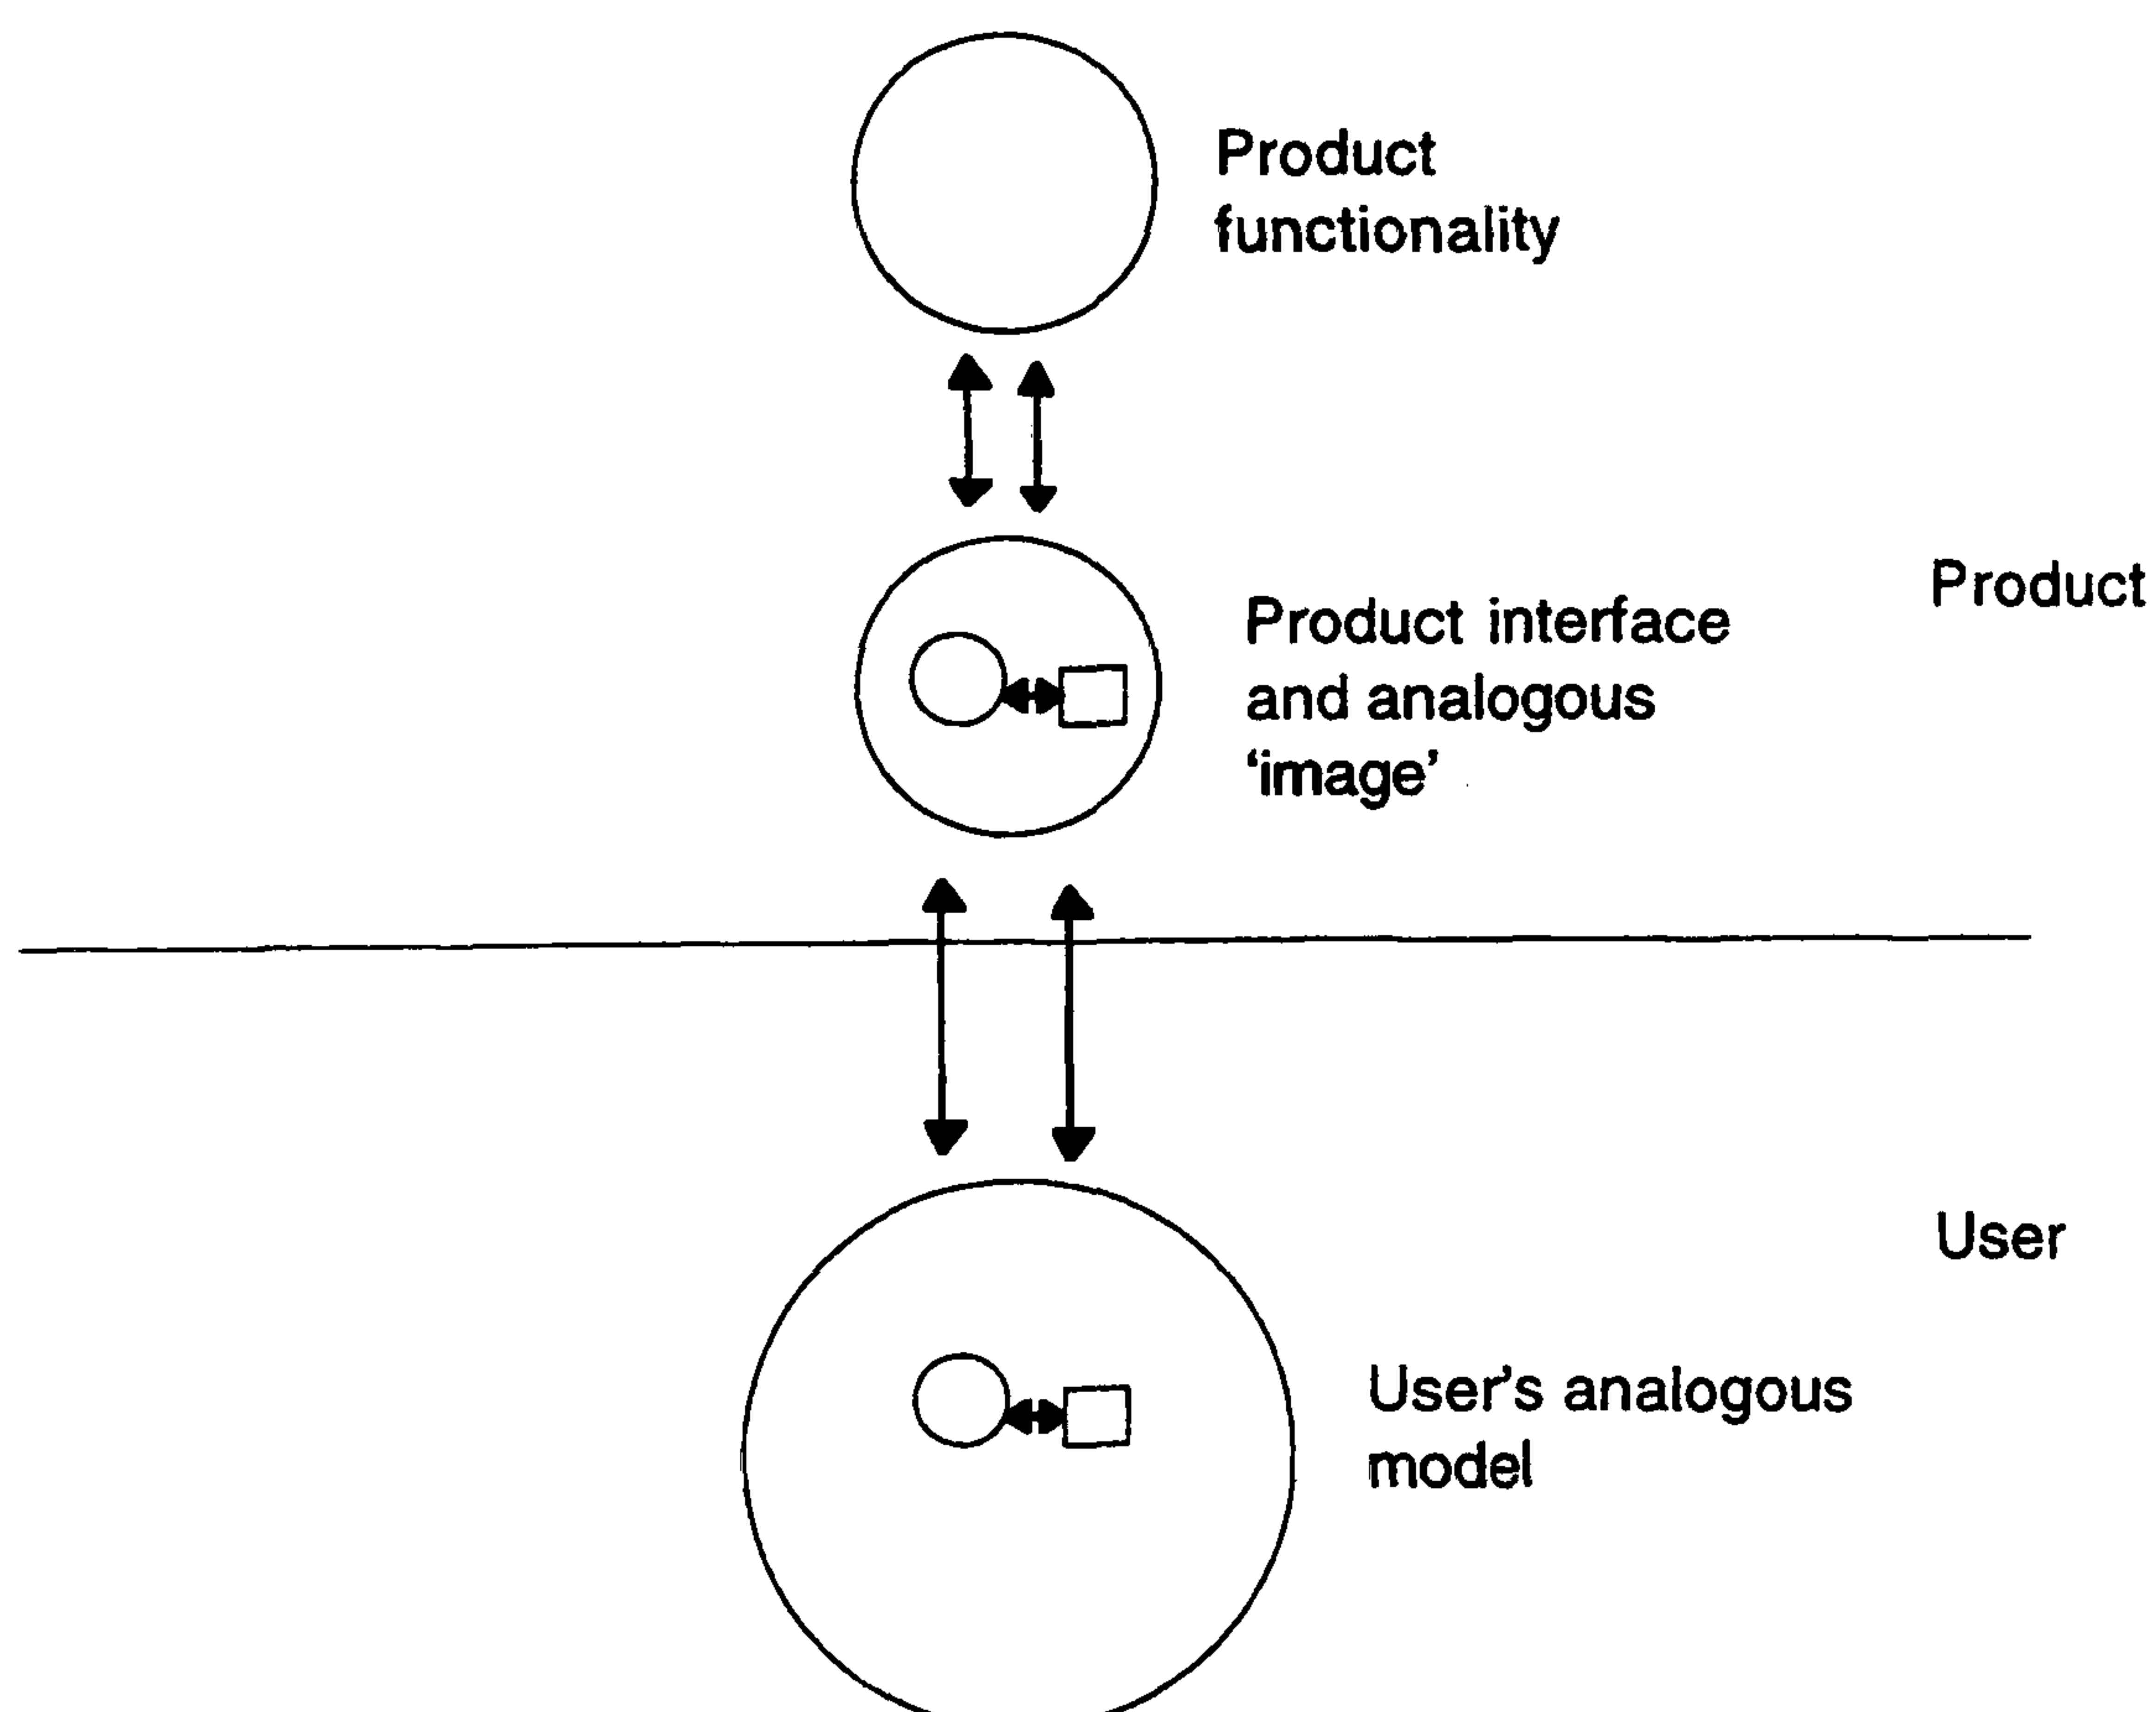 Product
functionality
Product
Product interface
and analogous
‘image’
User
User’s analogous
model